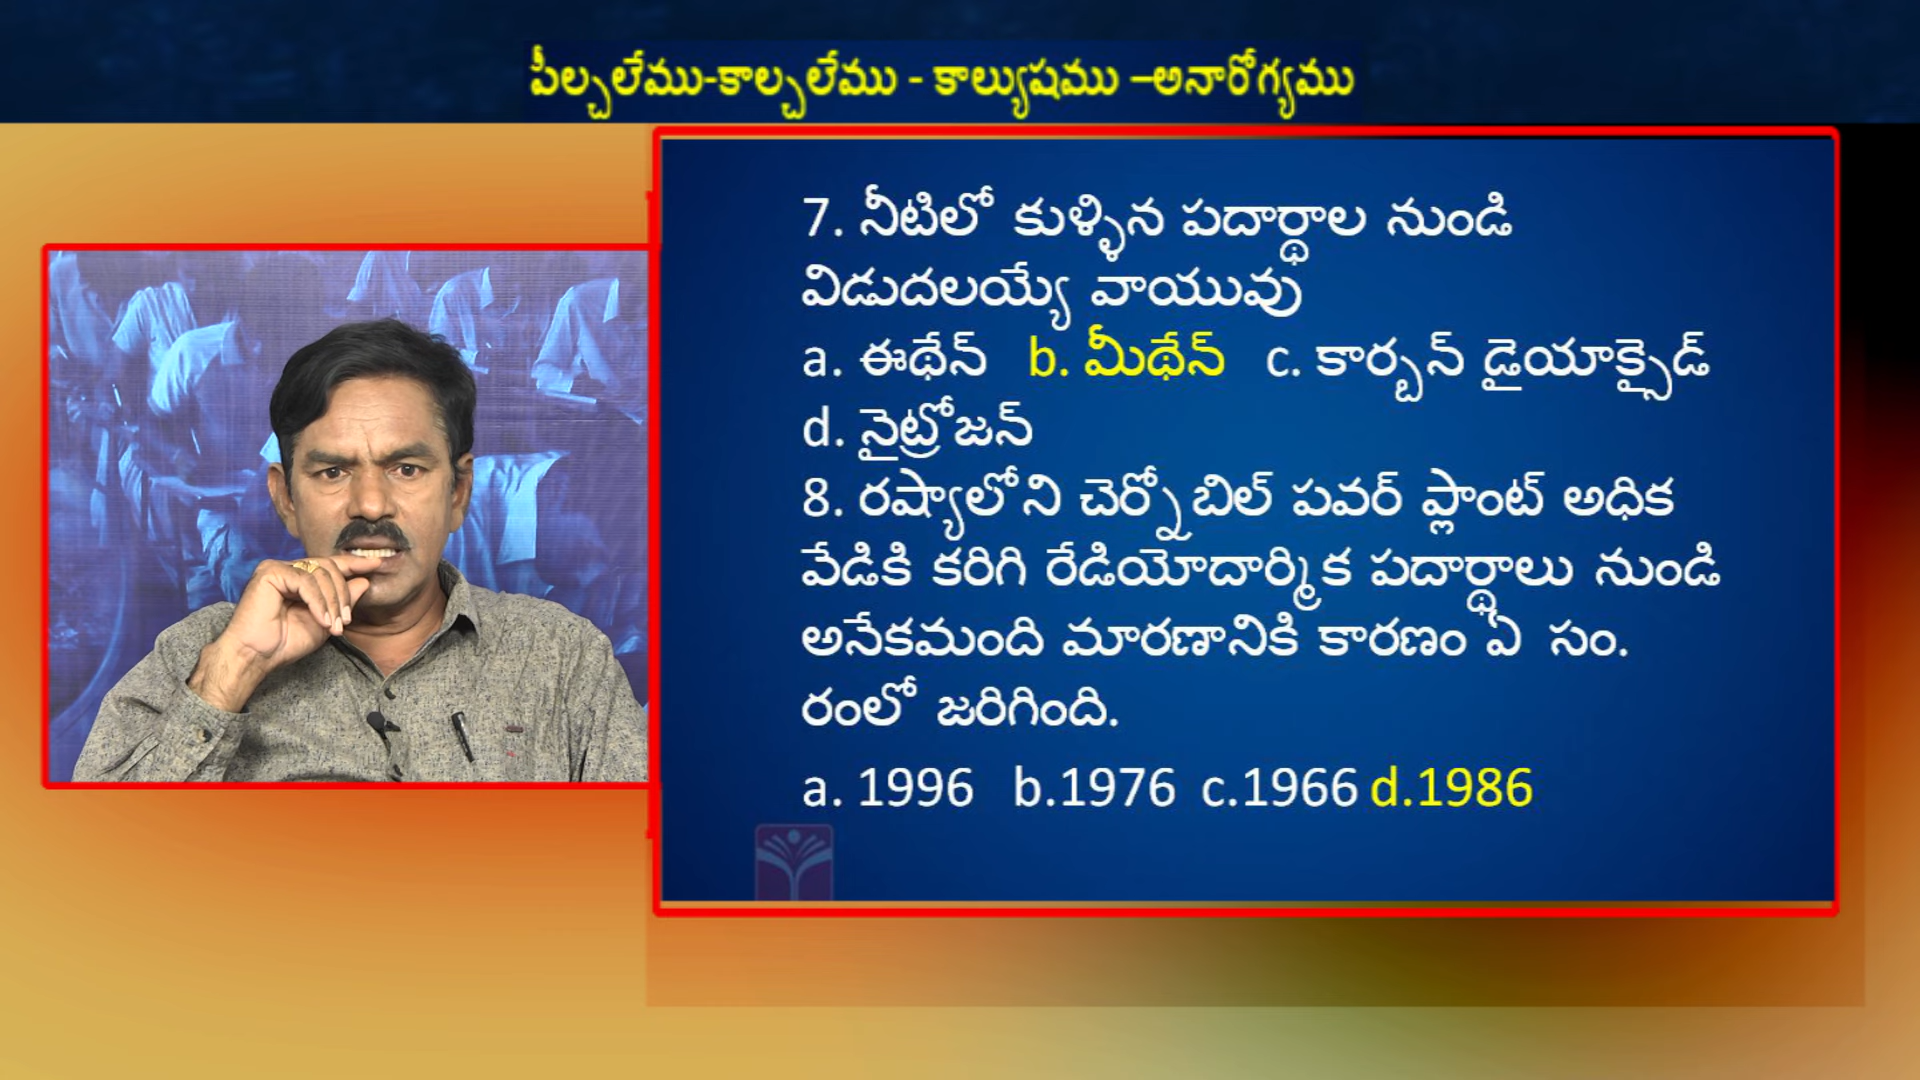 పీల్చలేము-కాల్చలేము - కాల్యుషము –అనారోగ్యము
7. నీటిలో కుళ్ళిన పదార్థాల నుండి
విడుదలయ్యే వాయువు
a. ఈథేన్ b. మీథేన్ c. కార్బన్ డైయాక్సైడ్
d. నైట్రోజన్
8. రష్యాలోని చెర్నోబిల్ పవర్ ప్లాంట్ అధిక
వేడికి కరిగి రేడియోదార్మిక పదార్థాలు నుండి
అనేకమంది మారణానికి కారణం ఏ సం.
రంలో జరిగింది.
a. 1996 b.1976 c.1966 d.1986